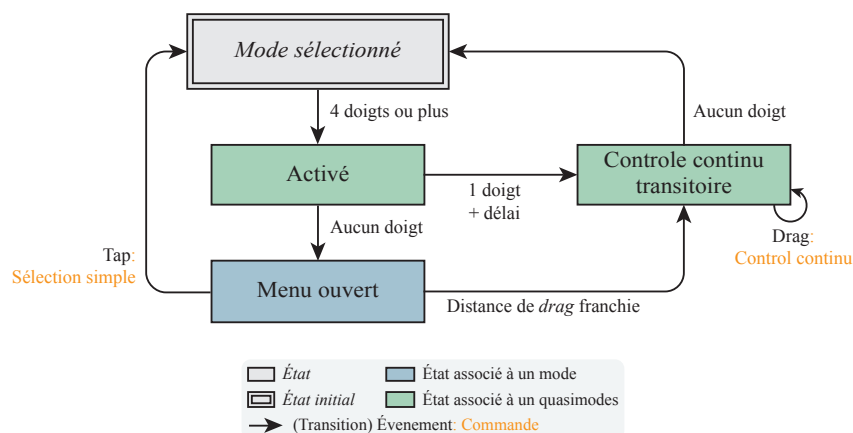 Mode sélectionné
4 doigts ou plus
Aucun doigt
Activé
1 doigt
+ délai
Controle continu
transitoire
Aucun doigt
Tap:
Sélection simple
Drag:
Control continu
Menu ouvert
Distance de drag franchie
État
État associé à un mode
État initial
État associé à un quasimodes
(Transition) Évenement: Commande